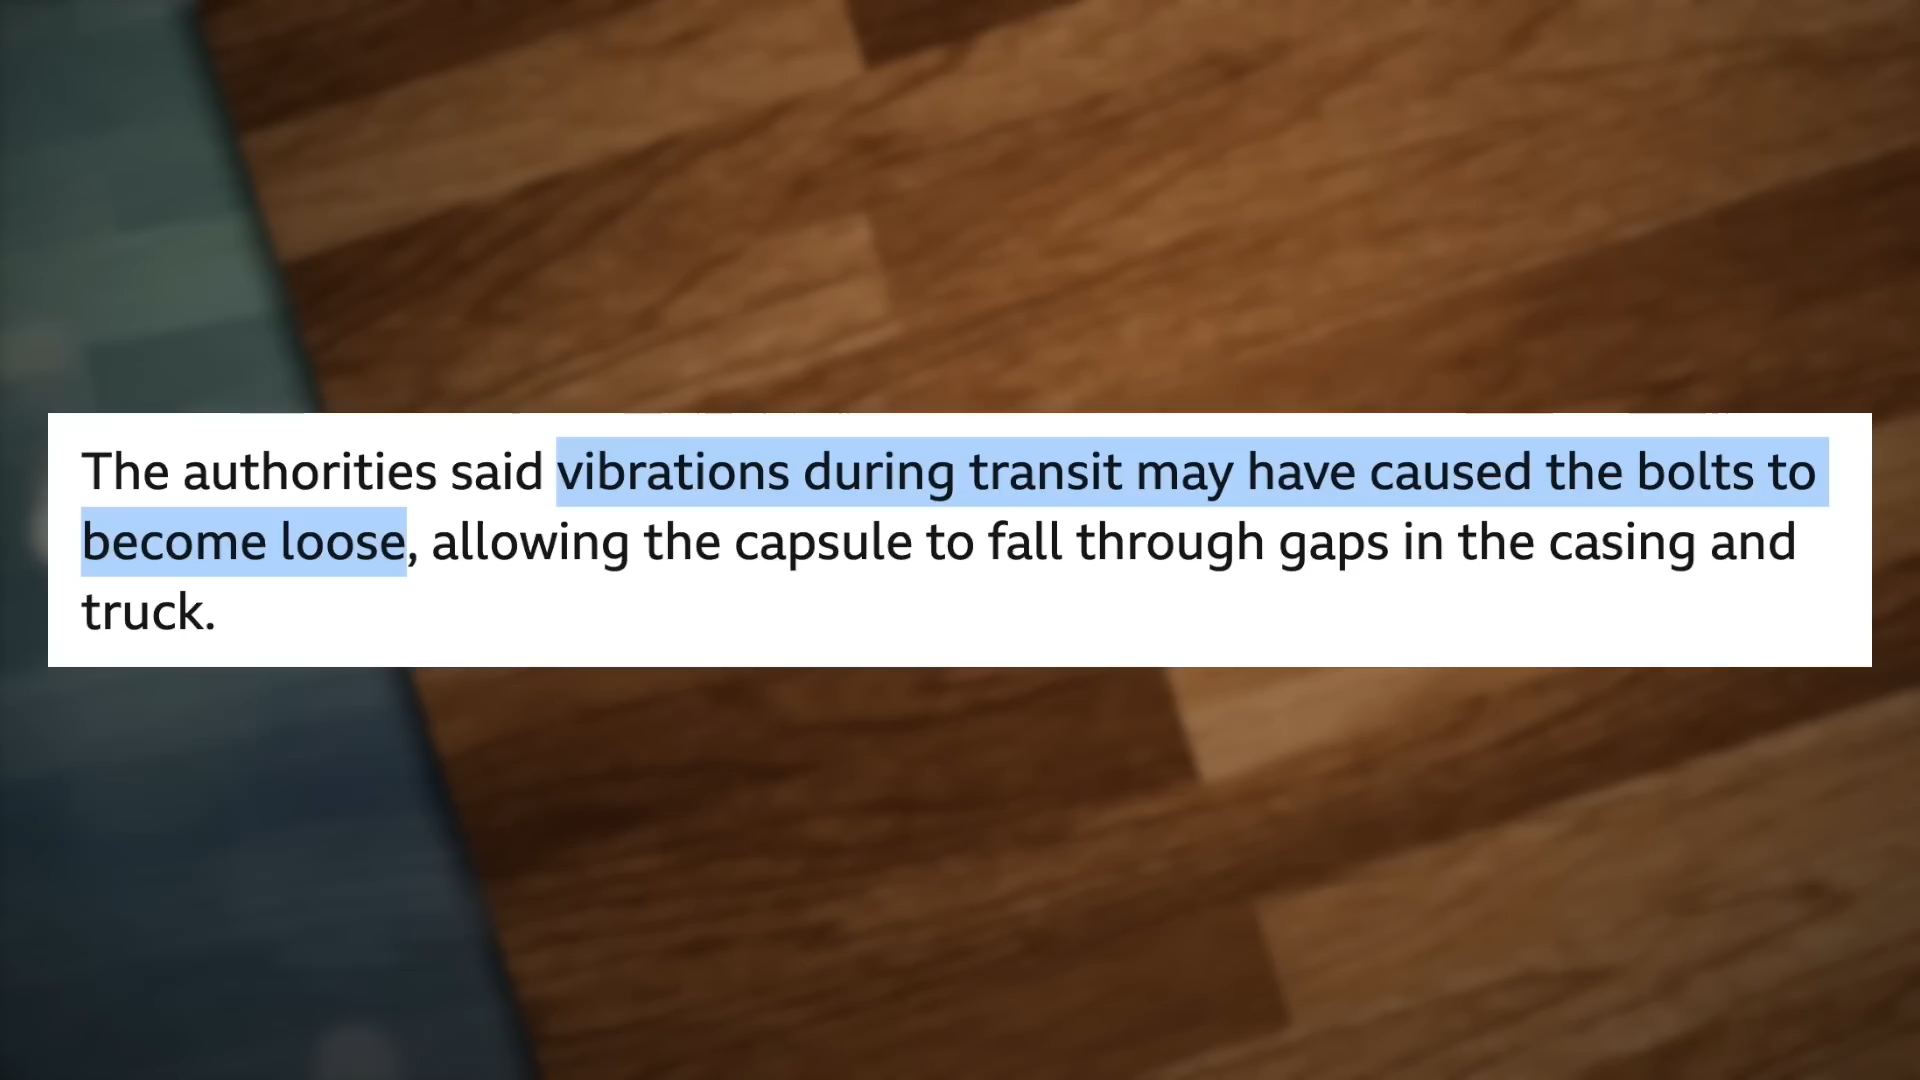 The authorities said vibrations during transit may have caused the bolts to
become loose, allowing the capsule to fall through gaps in the casing and
truck.